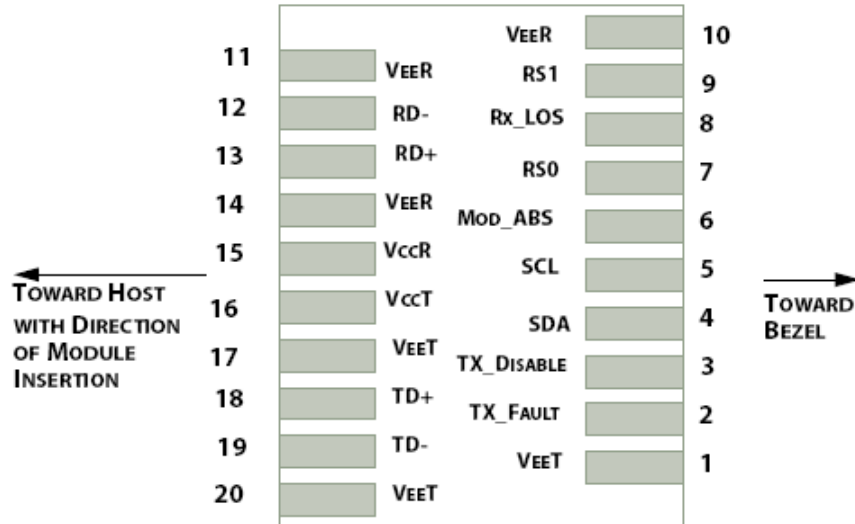 11 VEER
12 RD-
13 RD+
14 VEER
15 VCCR
16 VCCT
17 VEET
18 TD+
19 TD-
20 VEET
VEER 10
RS1 9
RX_LOS 8
RS0 7
MOD_ABS 6
SCL 5
SDA 4
TX_DISABLE 3
TX_FAULT 2
VEET 1
TOWARD HOST
WITH DIRECTION
OF MODULE
INSERTION
TOWARD
BEZEL